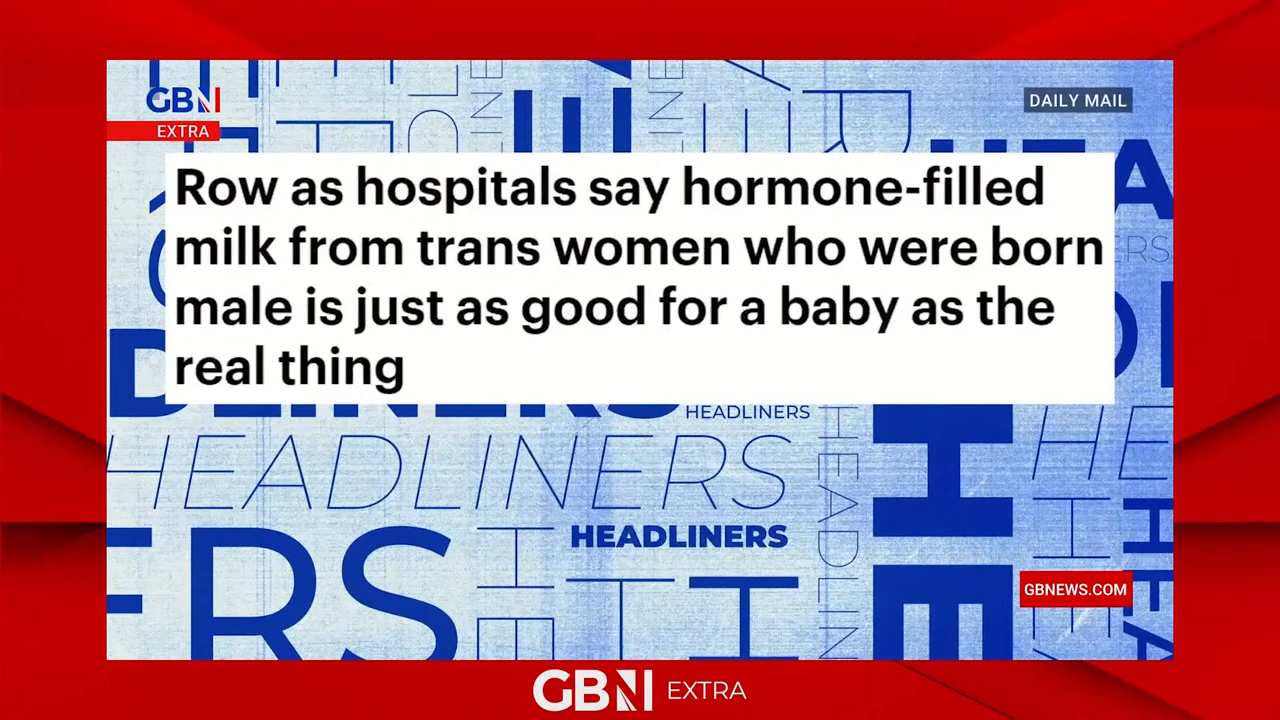 GBN
EXTRA
DAILY MAIL
Row as hospitals say hormone-filled
milk from trans women who were born
male is just as good for a baby as the
real thing
HEADLINERS
HEADLINERS
HEADLINERS
GBNEWS.COM
GBN EXTRA